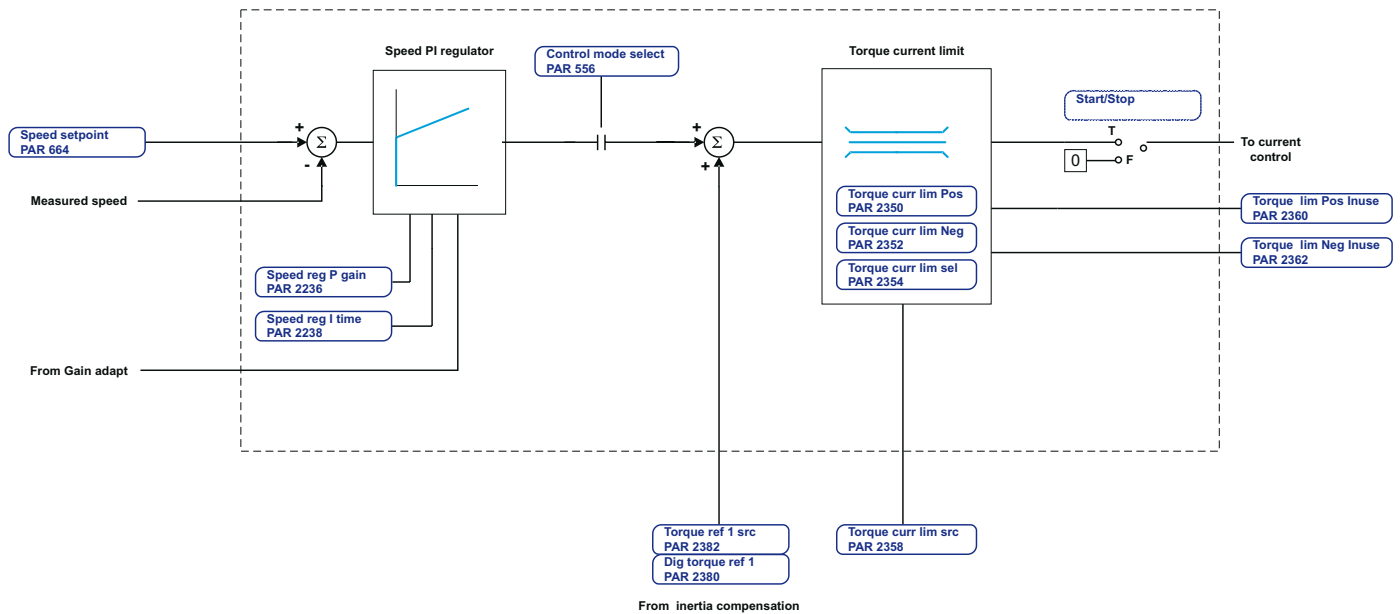 Speed PI regulator
Control mode select
PAR 556
Torque current limit
Start/Stop
Speed setpoint
PAR 664
+
Σ
-
+
Σ
+
T
0
F
To current
control
Measured speed
Torque curr lim Pos
PAR 2350
Torque curr lim Neg
PAR 2352
Torque curr lim sel
PAR 2354
Torque lim Pos Inuse
PAR 2360
Torque lim Neg Inuse
PAR 2362
Speed reg P gain
PAR 2236
Speed reg I time
PAR 2238
From Gain adapt
Torque ref 1 src
PAR 2382
Dig torque ref 1
PAR 2380
Torque curr lim src
PAR 2358
From inertia compensation